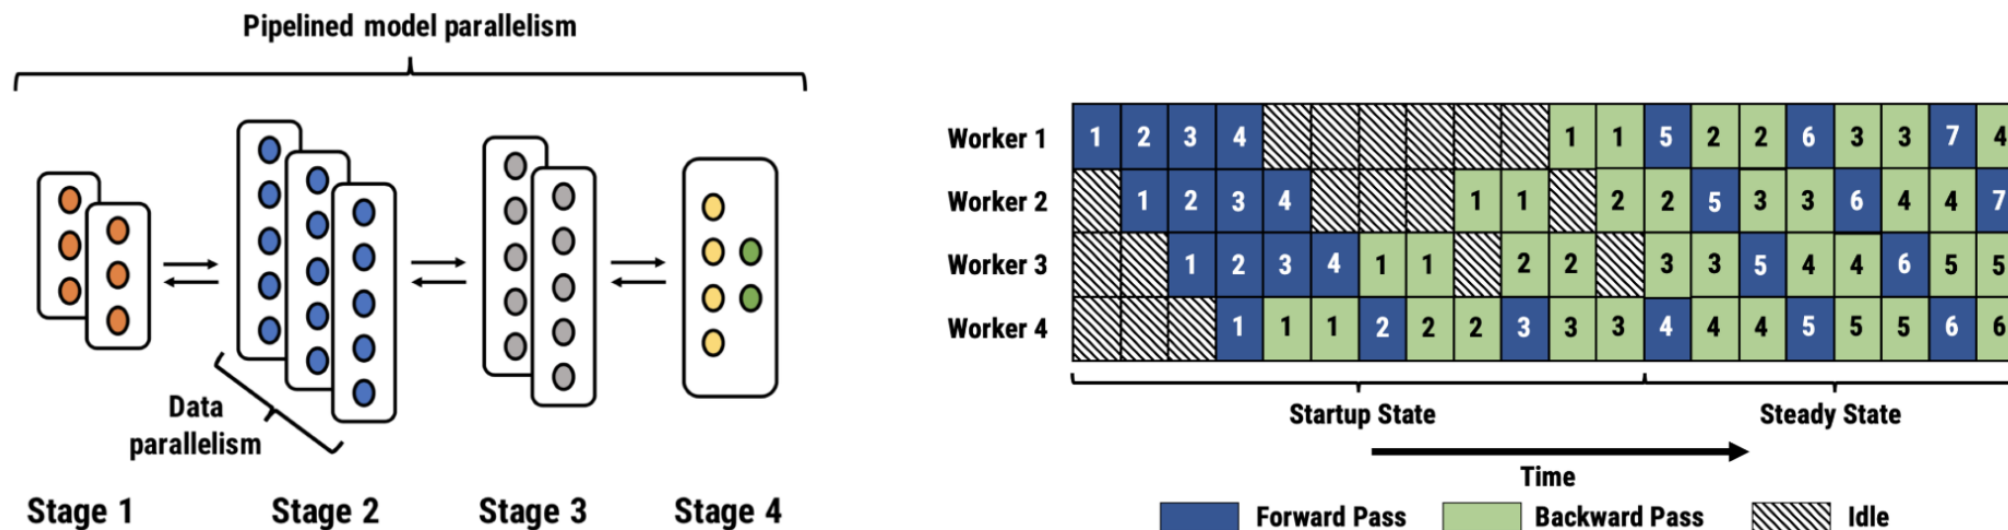 Pipelined model parallelism
Data
parallelism
Stage 1 Stage 2 Stage 3 Stage 4
Worker 1 1 2 3 4 1 1 5 2 2 6 3 3 7 4
Worker 2 1 2 3 4 1 1 2 2 5 3 3 6 4 4 7
Worker 3 1 2 3 4 1 1 2 2 3 3 5 4 4 6 5 5
Worker 4 1 1 1 2 2 2 3 3 3 4 4 4 5 5 5 6 6
Startup State Steady State
Time
Forward Pass Backward Pass Idle